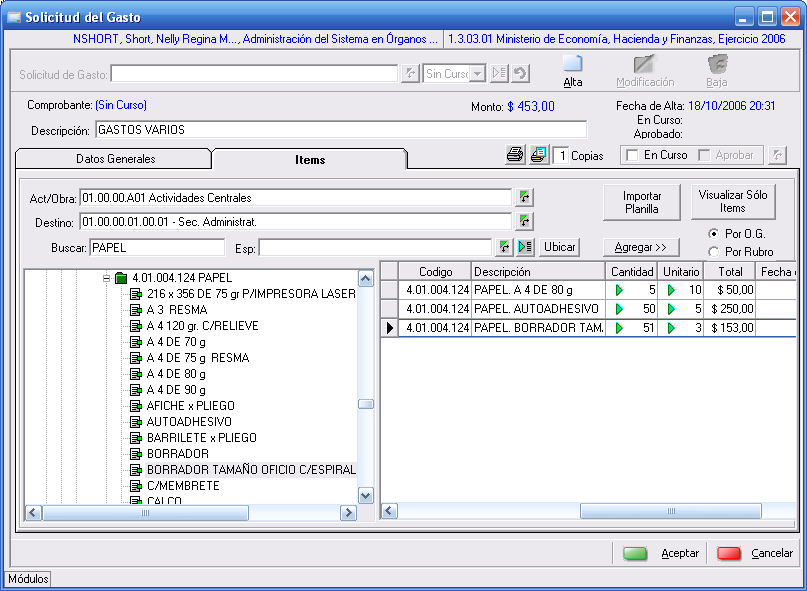 Solicitud del Gasto
NSHORT, Short, Nelly Regina M..., Administración del Sistema en Órganos ... 1.3.03.01 Ministerio de Economía, Hacienda y Finanzas, Ejercicio 2006
Solicitud de Gasto: Sin Curso Alta Modificación Baja
Comprobante: (Sin Curso) Monto: $ 453,00 Fecha de Alta: 18/10/2006 20:31
En Curso:
Aprobado:
Descripción: GASTOS VARIOS
Datos Generales Items 1 Copias En Curso Aprobar
Act/Obra: 01.00.00.A01 Actividades Centrales
Destino: 01.00.00.01.00.01 - Sec. Administrat.
Importar Planilla
Visualizar Sólo Items
Por O.G.
Por Rubro
Buscar: PAPEL Esp: Ubicar Agregar >>
4.01.004.124 PAPEL
216 x 356 DE 75 gr P/IMPRESORA LASER
A 3 RESMA
A 4 120 gr. C/RELIEVE
A 4 DE 70 g
A 4 DE 75 g RESMA
A 4 DE 80 g
A 4 DE 90 g
AFICHE x PLIEGO
AUTOADHESIVO
BARRILETE x PLIEGO
BORRADOR
BORRADOR TAMAÑO OFICIO C/ESPIRAL
C/MEMBRETE
CALCO
Codigo Descripción Cantidad Unitario Total Fecha
4.01.004.124 PAPEL. A 4 DE 80 g 5 10 $ 50,00
4.01.004.124 PAPEL. AUTOADHESIVO 50 5 $ 250,00
4.01.004.124 PAPEL. BORRADOR TAM. 51 3 $ 153,00
Aceptar Cancelar
Módulos